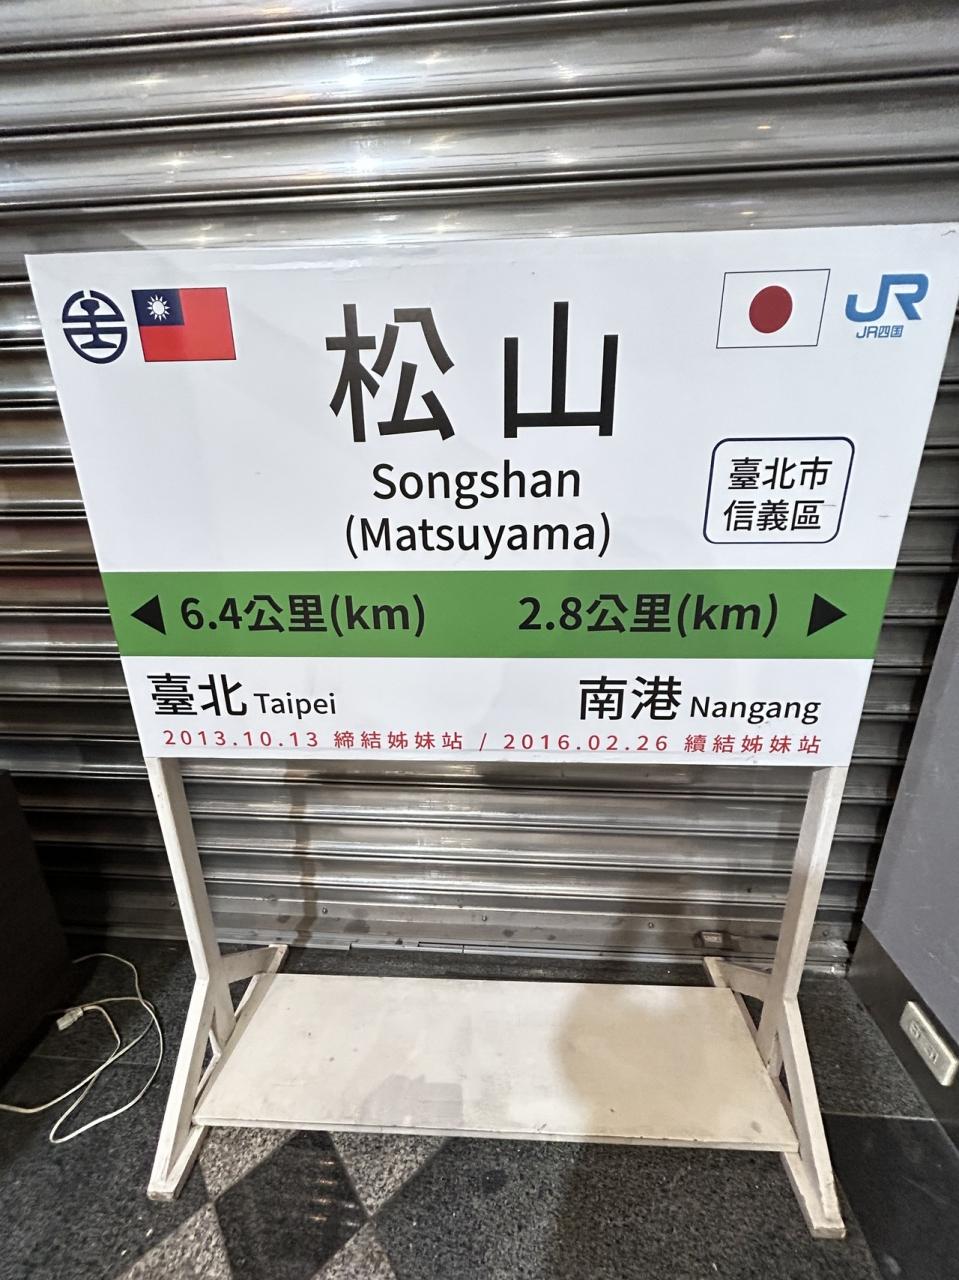 JR
JR四国
松山
Songshan
(Matsuyama)
臺北市
信義區
6.4公里(km) 2.8公里(km)
臺北 Taipei 南港 Nangang
2013.10.13 締結姊妹站 / 2016.02.26 續結姊妹站